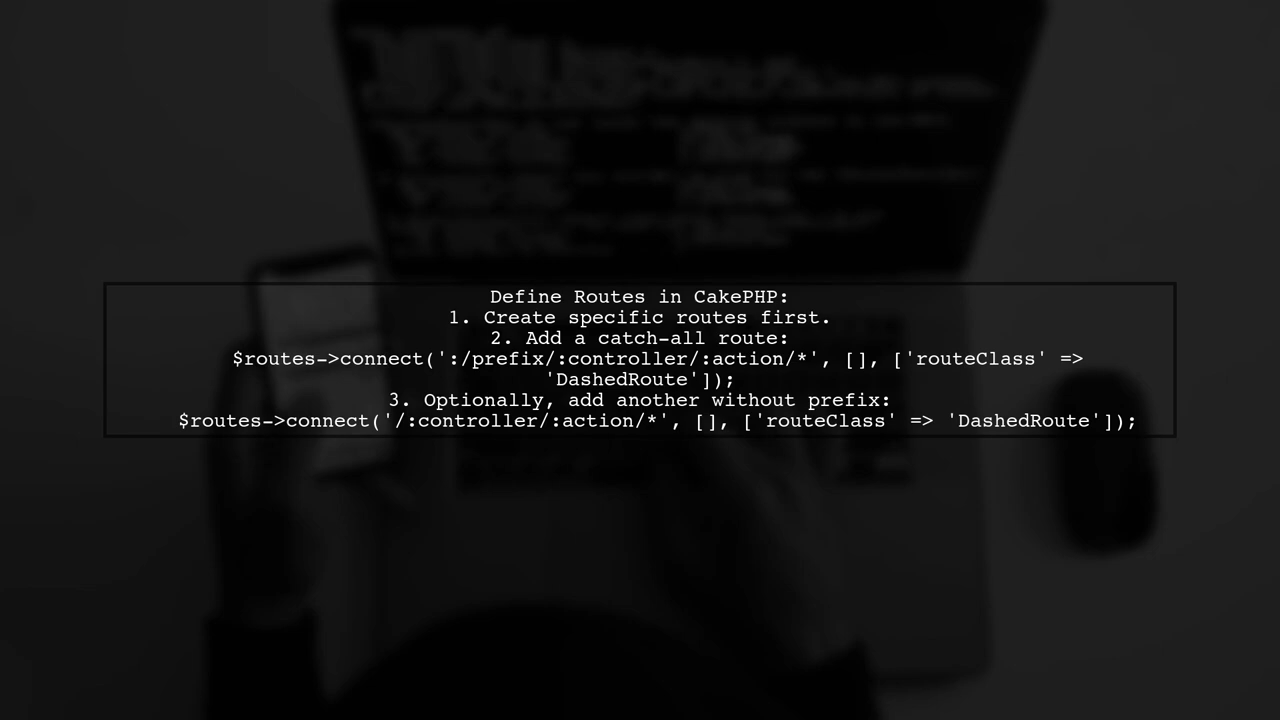 Define Routes in CakePHP:
1. Create specific routes first.
2. Add a catch-all route:
$routes->connect(':/prefix/:controller/:action/*', [], ['routeClass' =>
'DashedRoute']);
3. Optionally, add another without prefix:
$routes->connect('/:controller/:action/*', [], ['routeClass' => 'DashedRoute']);